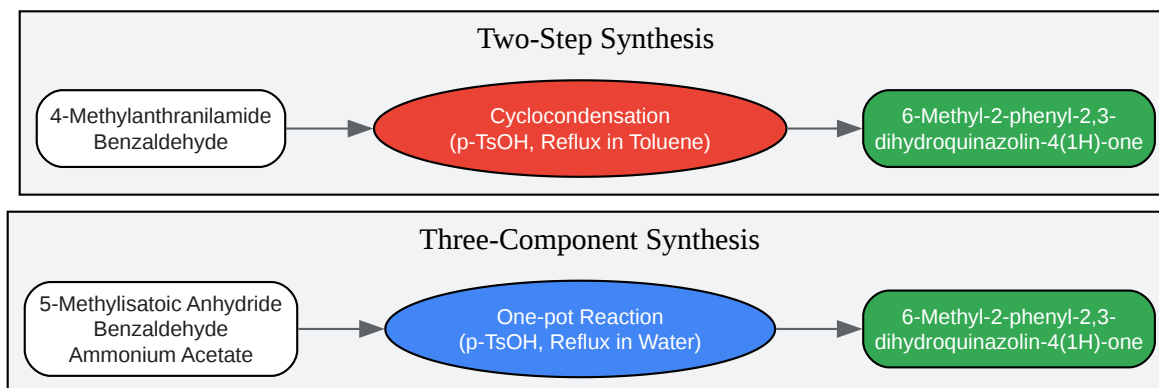 Two-Step Synthesis
4-Methylanthranilamide
Benzaldehyde
Cyclocondensation
(p-TsOH, Reflux in Toluene)
6-Methyl-2-phenyl-2,3-
dihydroquinazolin-4(1H)-one
Three-Component Synthesis
5-Methylisatoic Anhydride
Benzaldehyde
Ammonium Acetate
One-pot Reaction
(p-TsOH, Reflux in Water)
6-Methyl-2-phenyl-2,3-
dihydroquinazolin-4(1H)-one